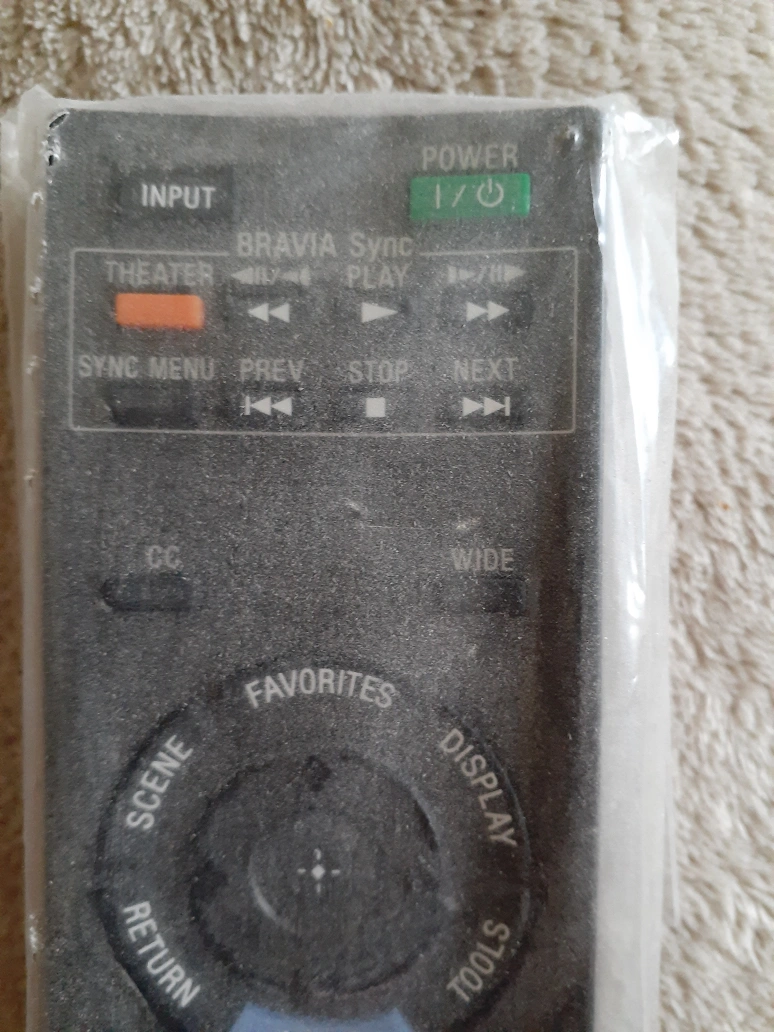 POWER
INPUT
BRAVIA Sync
THEATER PLAY
SYNC MENU PREV STOP NEXT
CC WIDE
FAVORITES
SCENE DISPLAY
RETURN TOOLS